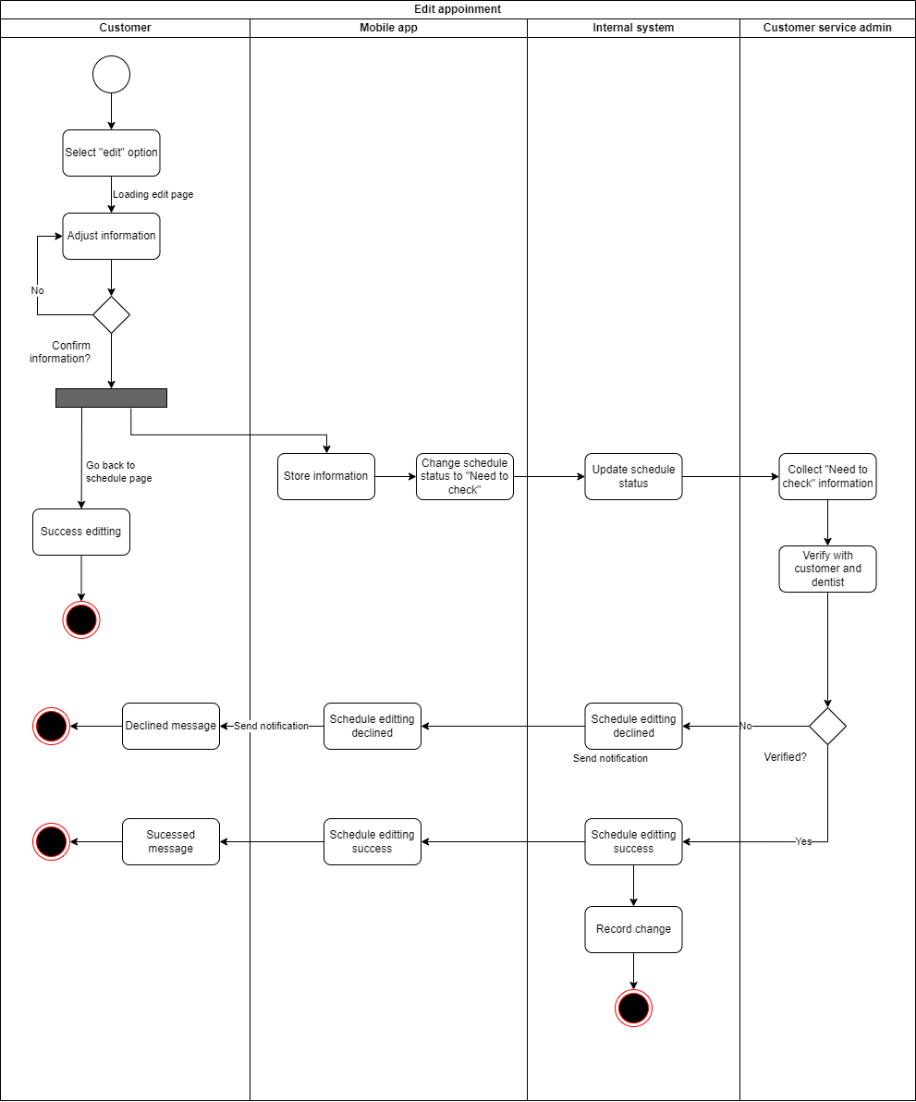 Edit appoinment
Customer
Mobile app
Internal system
Customer service admin
Select "edit" option
Loading edit page
Adjust information
No
Confirm
information?
Go back to
schedule page
Success editting
Store information
Change schedule
status to "Need to
check"
Update schedule
status
Collect "Need to
check" information
Verify with
customer and
dentist
Declined message
Send notification
Schedule editting
declined
Schedule editting
declined
Send notification
No
Verified?
Sucessed
message
Schedule editting
success
Schedule editting
success
Yes
Record change